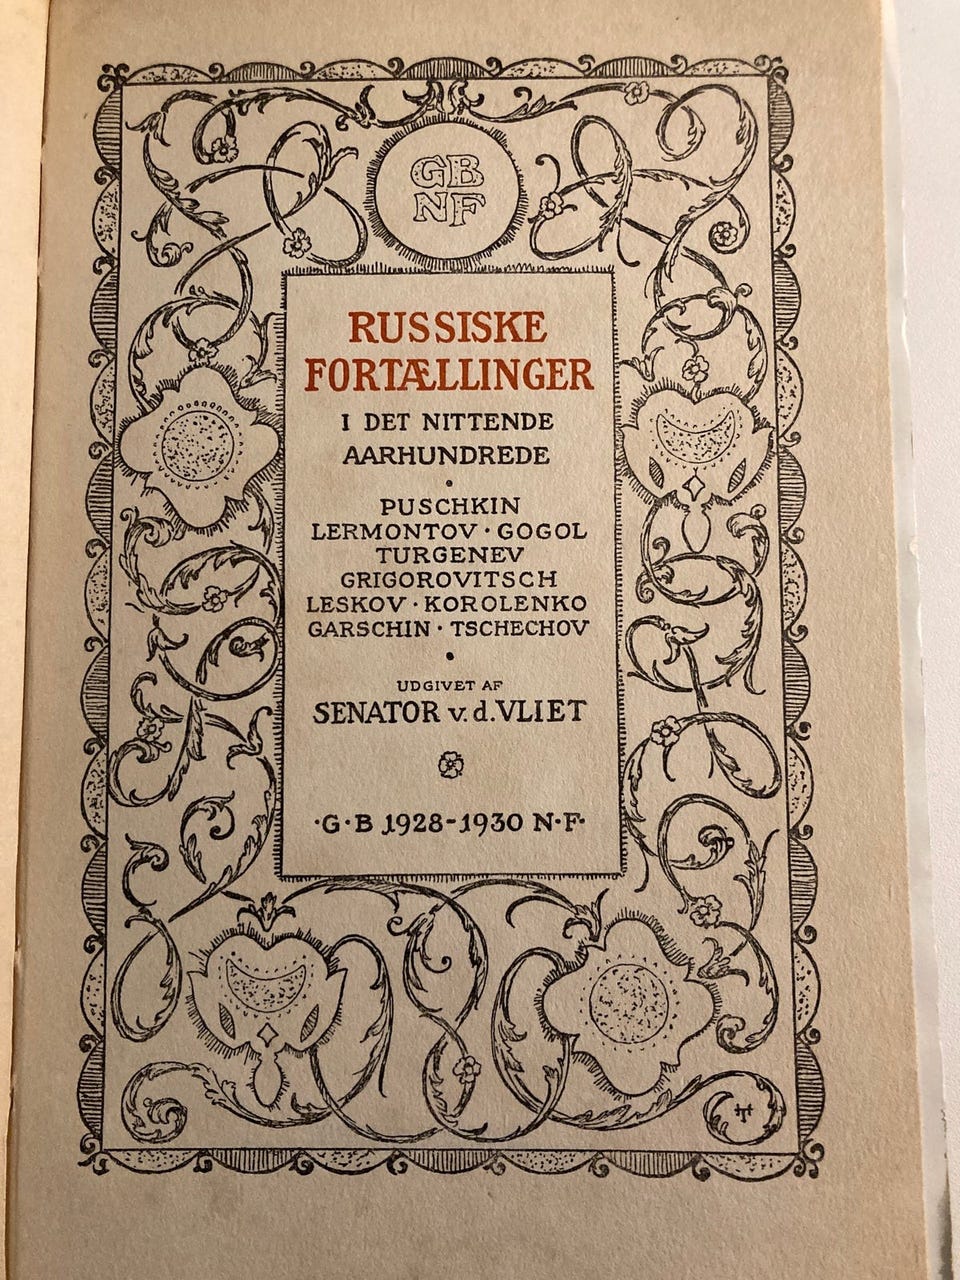 GB
NF
RUSSISKE
FORTÆLLINGER
I DET NITTENDE
AARHUNDREDE
•
PUSCHKIN
LERMONTOV · GOGOL
TURGENEV
GRIGOROVITSCH
LESKOV · KOROLENKO
GARSCHIN · TSCHECHOV
•
UDGIVET AF
SENATOR v. d. VLIET
·G·B 1928-1930 N·F·